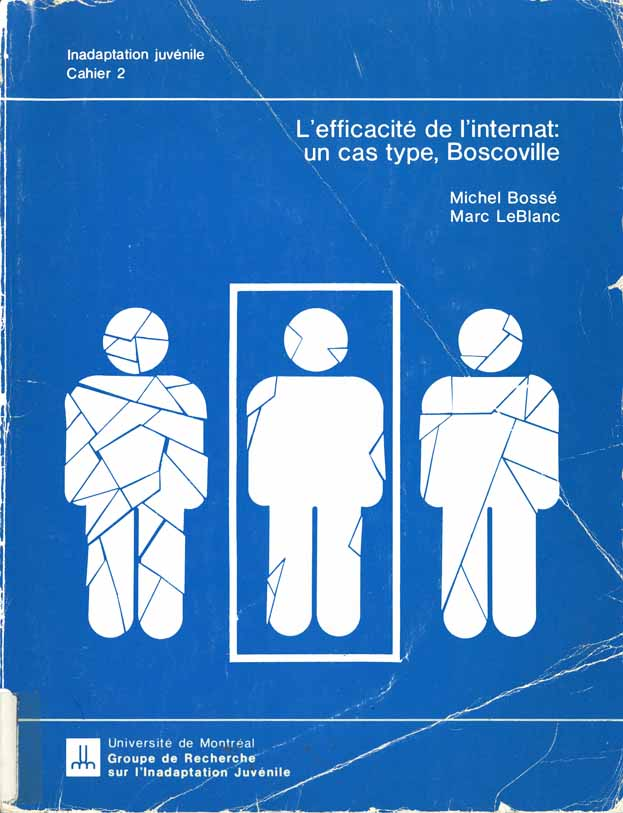 Inadaptation juvénile
Cahier 2
L'efficacité de l'internat:
un cas type, Boscoville
Michel Bossé
Marc LeBlanc
Université de Montréal
Groupe de Recherche
sur l'Inadaptation Juvénile